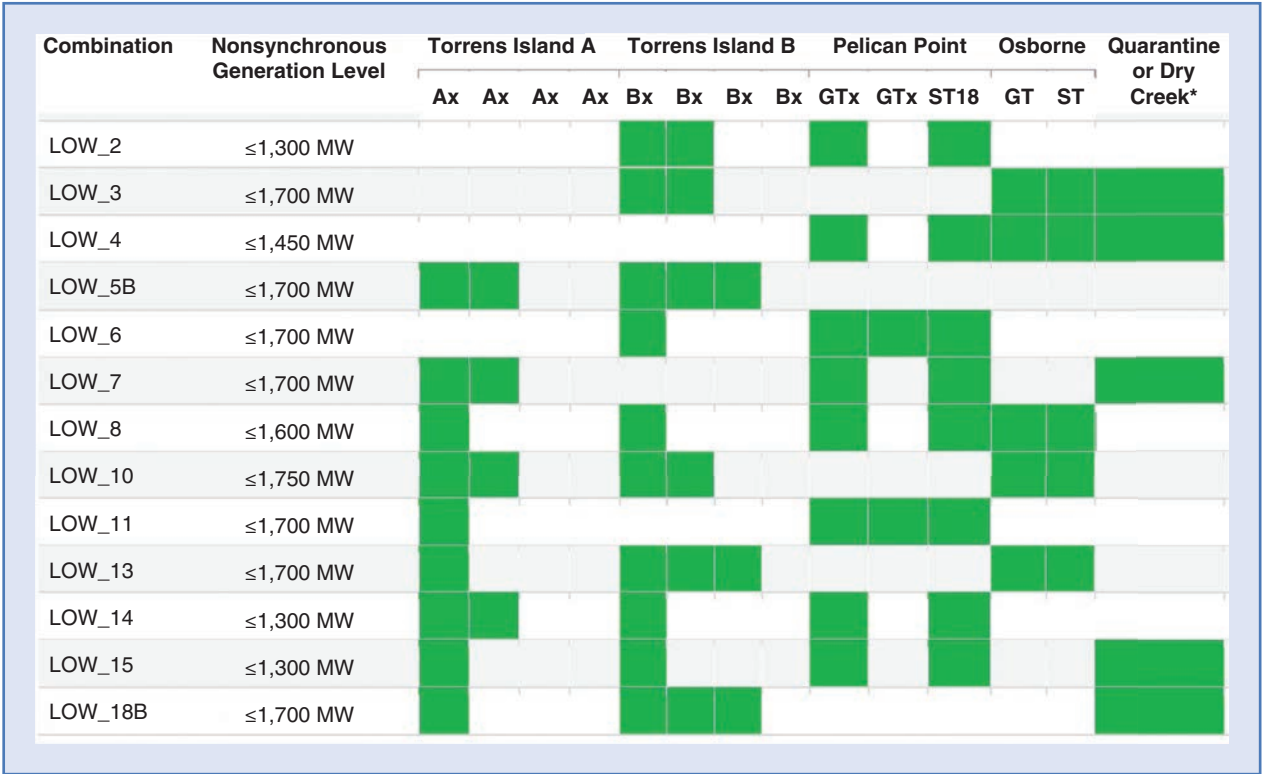 Combination Nonsynchronous Generation Level Torrens Island A Torrens Island B Pelican Point Osborne Quarantine or Dry Creek*
Ax Ax Ax Ax Bx Bx Bx Bx GTx GTx ST18 GT ST
LOW_2 ≤1,300 MW
LOW_3 ≤1,700 MW
LOW_4 ≤1,450 MW
LOW_5B ≤1,700 MW
LOW_6 ≤1,700 MW
LOW_7 ≤1,700 MW
LOW_8 ≤1,600 MW
LOW_10 ≤1,750 MW
LOW_11 ≤1,700 MW
LOW_13 ≤1,700 MW
LOW_14 ≤1,300 MW
LOW_15 ≤1,300 MW
LOW_18B ≤1,700 MW